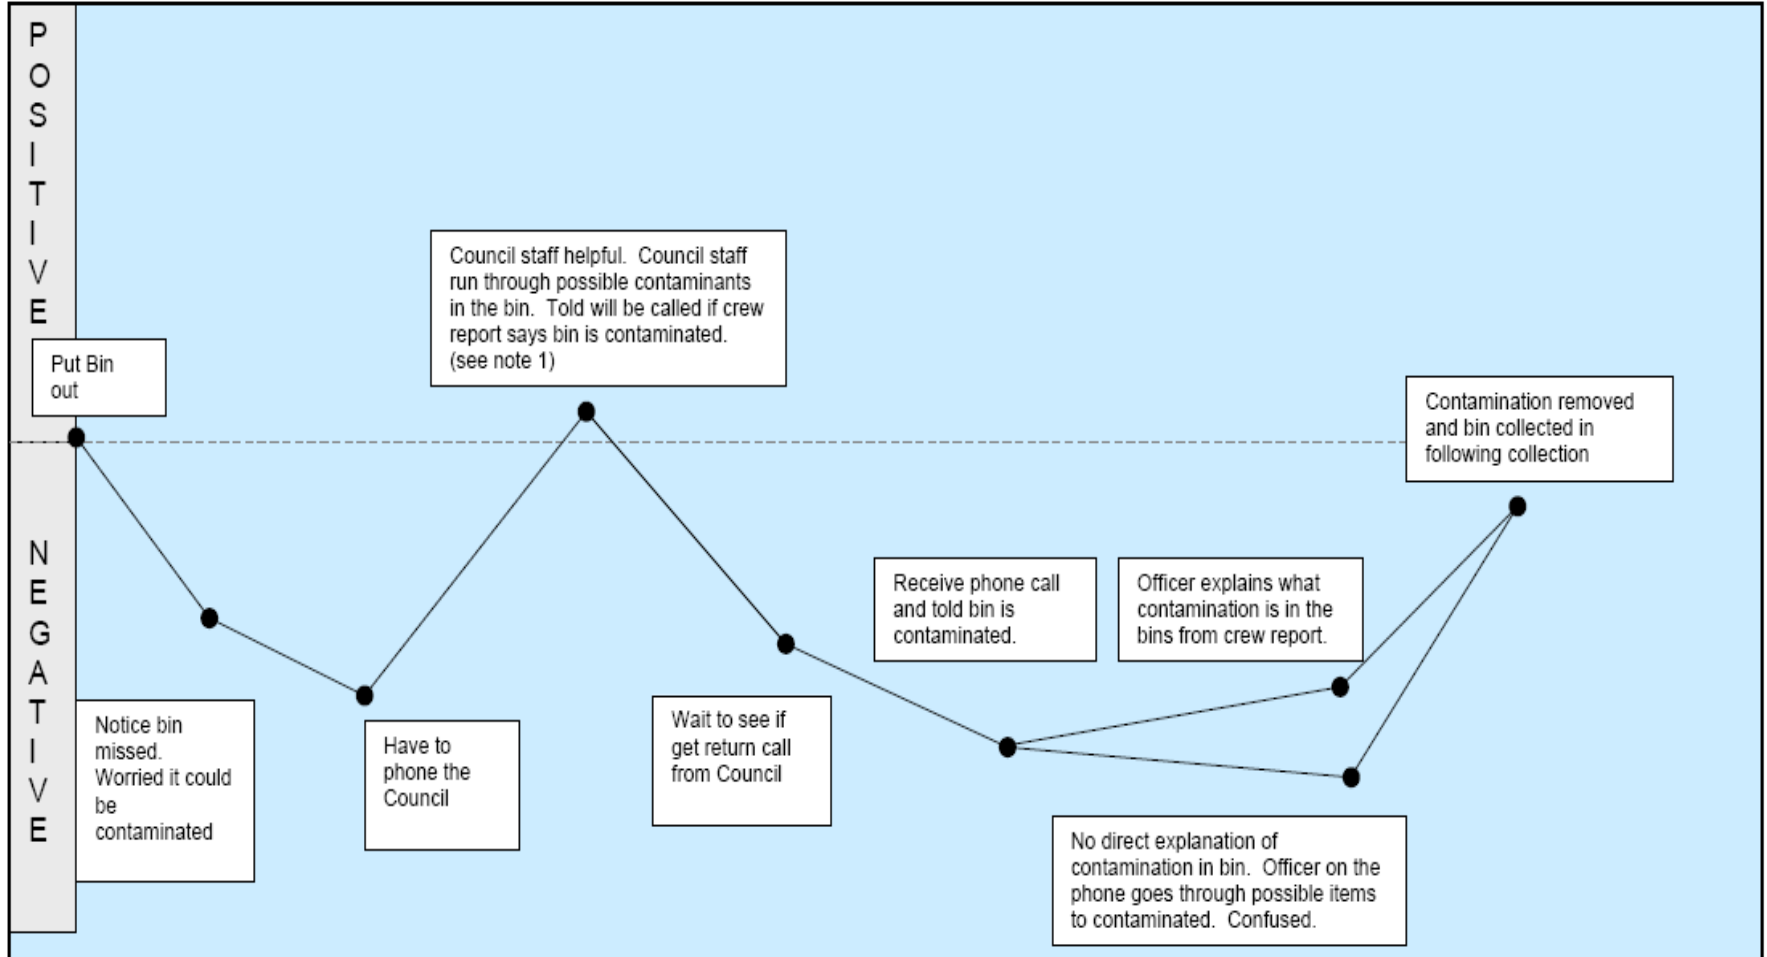 POSITIVE
NEGATIVE
Put Bin
out
Notice bin
missed.
Worried it could
be
contaminated
Have to
phone the
Council
Council staff helpful.  Council staff
run through possible contaminants
in the bin.  Told will be called if crew
report says bin is contaminated.
(see note 1)
Wait to see if
get return call
from Council
Receive phone call
and told bin is
contaminated.
Officer explains what
contamination is in the
bins from crew report.
No direct explanation of
contamination in bin.  Officer on the
phone goes through possible items
to contaminated.  Confused.
Contamination removed
and bin collected in
following collection